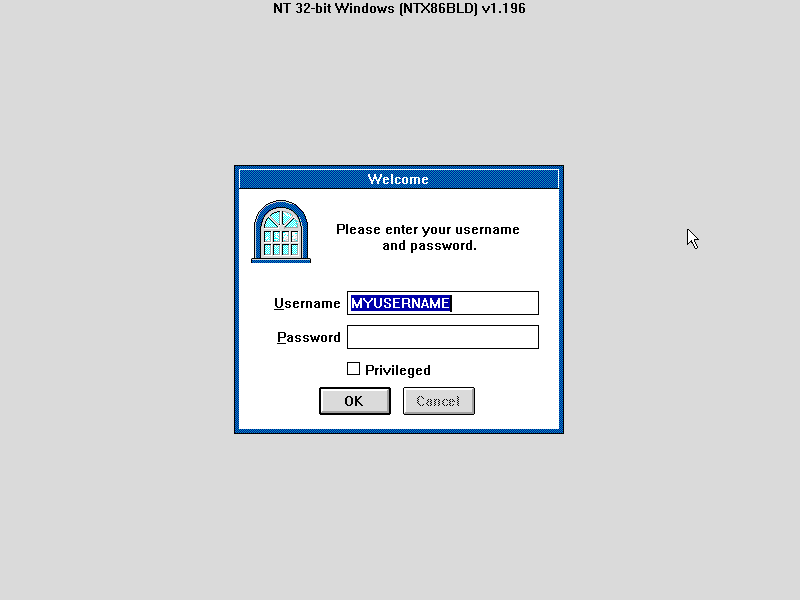 NT 32-bit Windows (NTX86BLD) v1.196
Welcome
Please enter your username
and password.
Username MYUSERNAME
Password
Privileged
OK Cancel